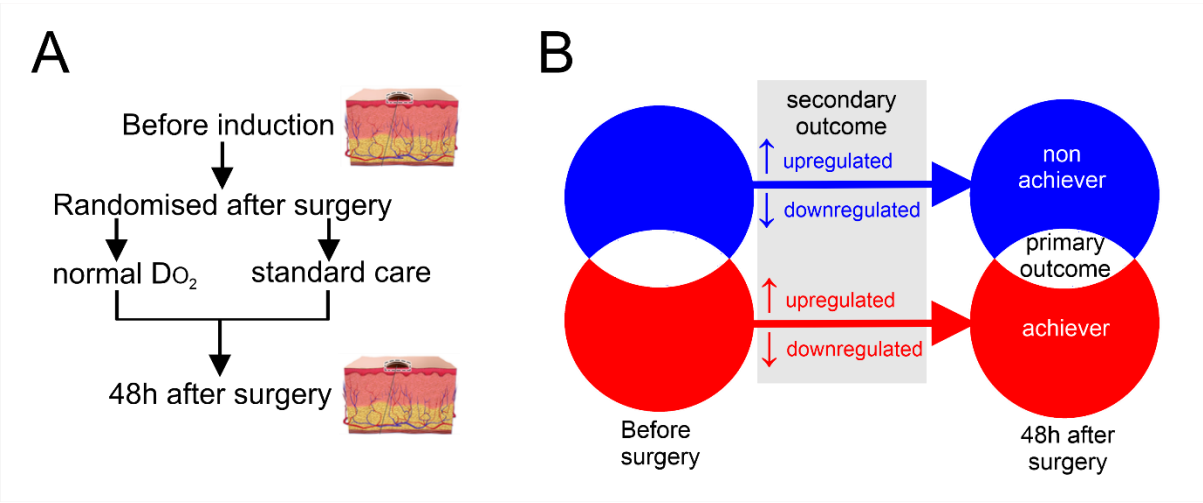 A
Before induction
Randomised after surgery
normal DO₂
standard care
48h after surgery
B
secondary
outcome
↑ upregulated
↓ downregulated
non
achiever
primary
outcome
↑ upregulated
↓ downregulated
achiever
Before
surgery
48h after
surgery